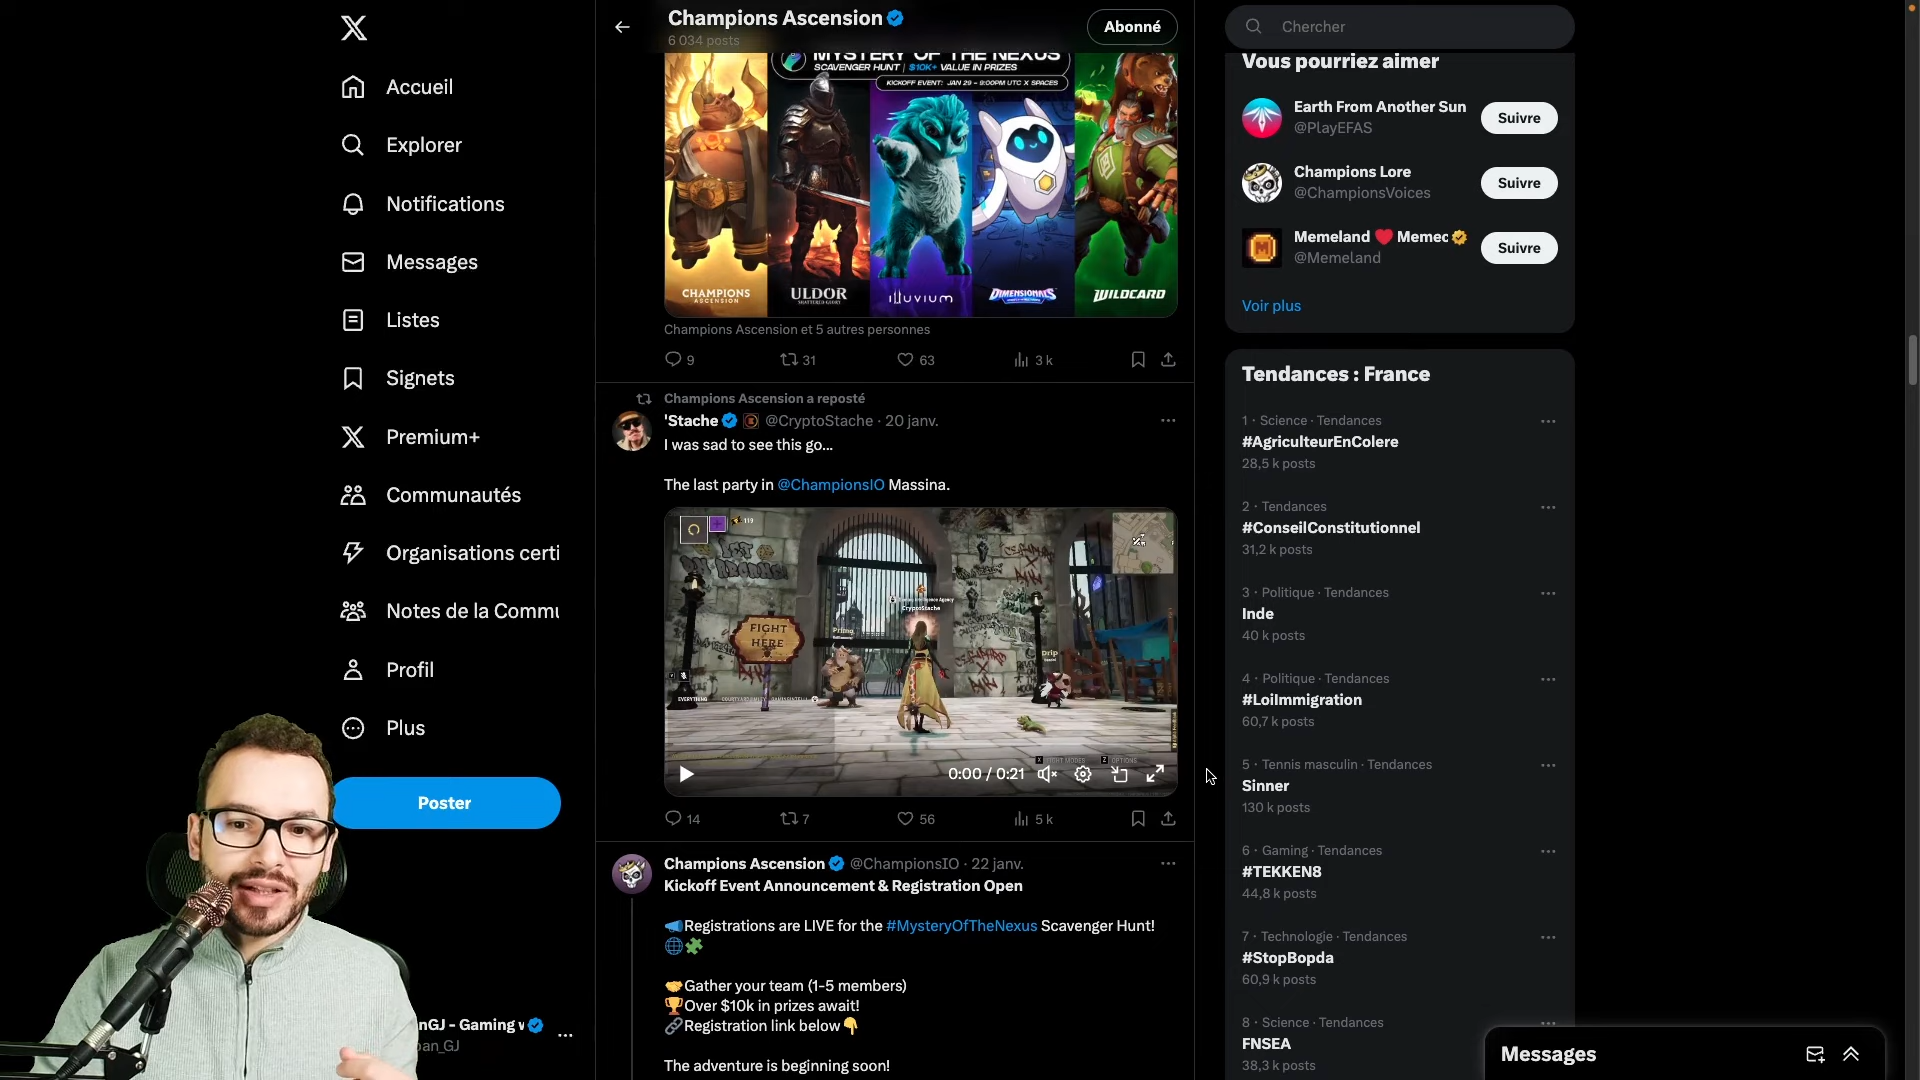 Accueil
Explorer
Notifications
Messages
Listes
Signets
Premium+
Communautés
Organisations certi
Notes de la Commu
Profil
Plus
Poster
nGJ - Gaming
an_GJ
Champions Ascension
6 034 posts
Abonné
MYSTERY OF THE NEXUS
SCAVENGER HUNT | $10K+ VALUE IN PRIZES
KICKOFF EVENT: JAN 29 - 9:00PM UTC X SPACES
CHAMPIONS
ASCENSION
ULDOR
SHATTERED GLORY
illuvium
DIMENSIONALS
WILDCARD
Champions Ascension et 5 autres personnes
9
31
63
3 k
Champions Ascension a reposté
'Stache @CryptoStache · 20 janv.
I was sad to see this go...
The last party in @ChampionsIO Massina.
119
CryptoStache
FIGHT
HERE
Primo
Drip
EVERYTHING
OPTIONS
0:00 / 0:21
14
7
56
5 k
Champions Ascension @ChampionsIO · 22 janv.
Kickoff Event Announcement & Registration Open
📣Registrations are LIVE for the #MysteryOfTheNexus Scavenger Hunt!
🌐🧩
🤝Gather your team (1-5 members)
🏆Over $10k in prizes await!
🔗Registration link below👇
The adventure is beginning soon!
Chercher
Vous pourriez aimer
Earth From Another Sun
@PlayEFAS
Suivre
Champions Lore
@ChampionsVoices
Suivre
Memeland ❤️ Memec
@Memeland
Suivre
Voir plus
Tendances : France
1 · Science · Tendances
#AgriculteurEnColere
28,5 k posts
2 · Tendances
#ConseilConstitutionnel
31,2 k posts
3 · Politique · Tendances
Inde
40 k posts
4 · Politique · Tendances
#LoiImmigration
60,7 k posts
5 · Tennis masculin · Tendances
Sinner
130 k posts
6 · Gaming · Tendances
#TEKKEN8
44,8 k posts
7 · Technologie · Tendances
#StopBopda
60,9 k posts
8 · Science · Tendances
FNSEA
38,3 k posts
Messages